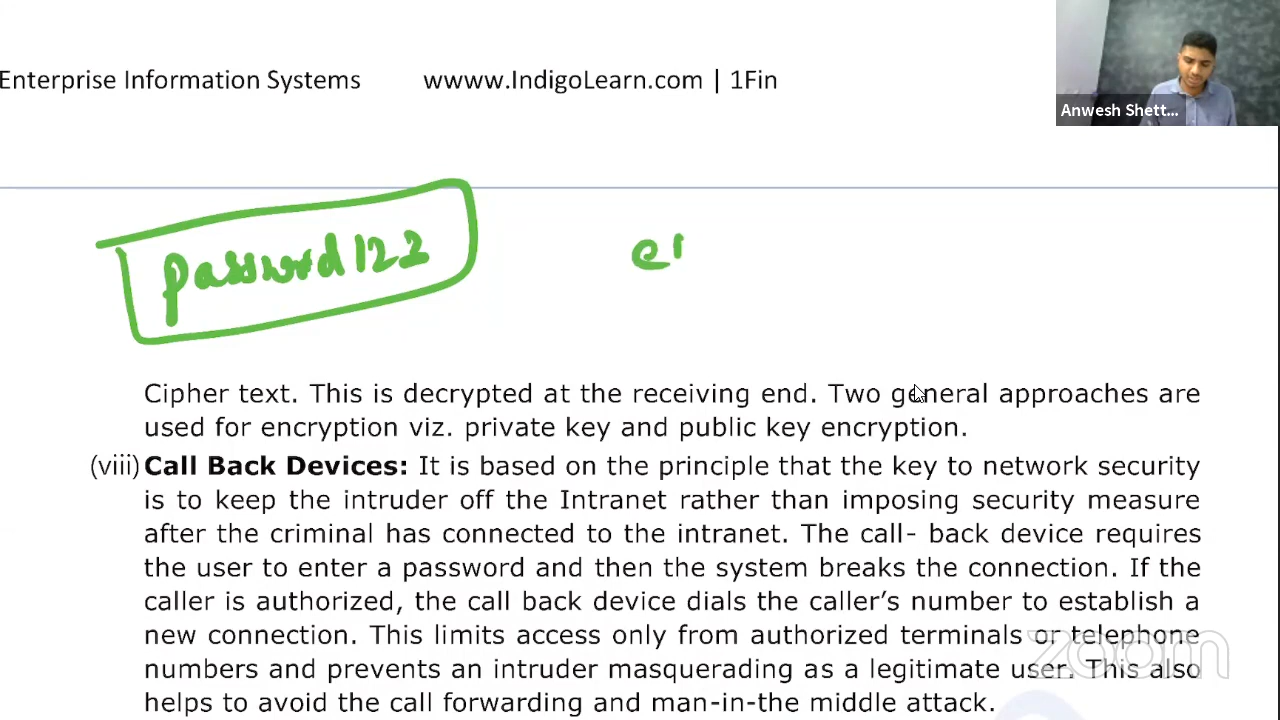 Enterprise Information Systems wwww.IndigoLearn.com | 1Fin
Anwesh Shett...
password122
er
Cipher text. This is decrypted at the receiving end. Two general approaches are
used for encryption viz. private key and public key encryption.
(viii) Call Back Devices: It is based on the principle that the key to network security
is to keep the intruder off the Intranet rather than imposing security measure
after the criminal has connected to the intranet. The call- back device requires
the user to enter a password and then the system breaks the connection. If the
caller is authorized, the call back device dials the caller’s number to establish a
new connection. This limits access only from authorized terminals or telephone
numbers and prevents an intruder masquerading as a legitimate user. This also
helps to avoid the call forwarding and man-in-the middle attack.
zoom